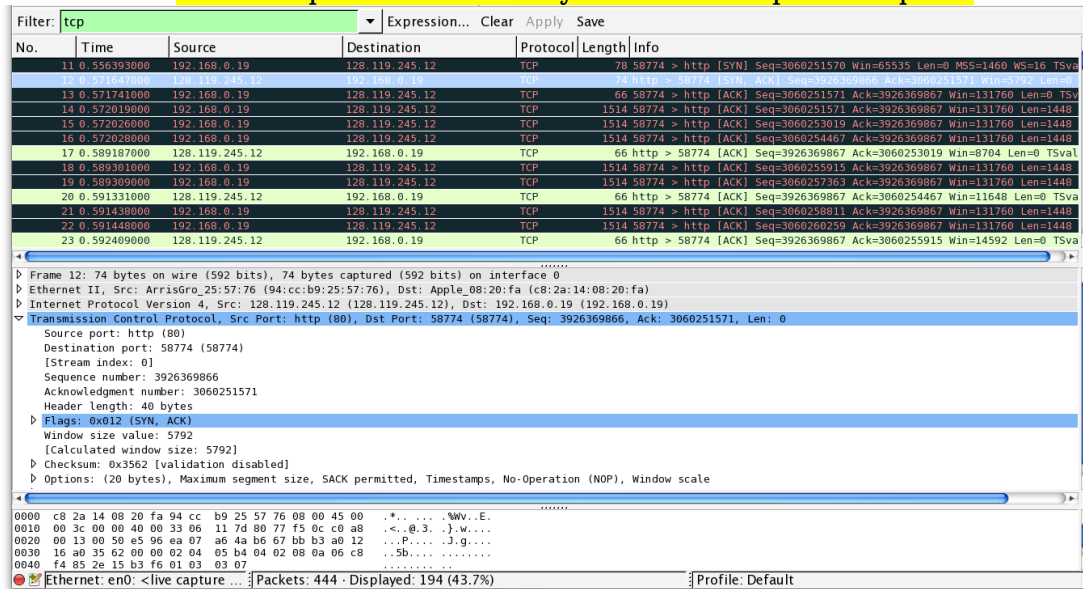 Filter: tcp Expression... Clear Apply Save
No. Time Source Destination Protocol Length Info
11 0.556393000 192.168.0.19 128.119.245.12 TCP 78 58774 > http [SYN] Seq=3060251570 Win=65535 Len=0 MSS=1460 WS=16 TSva
12 0.571647000 128.119.245.12 192.168.0.19 TCP 74 http > 58774 [SYN, ACK] Seq=3926369866 Ack=3060251571 Win=5792 Len=0
13 0.571741000 192.168.0.19 128.119.245.12 TCP 66 58774 > http [ACK] Seq=3060251571 Ack=3926369867 Win=131760 Len=0 TSv
14 0.572019000 192.168.0.19 128.119.245.12 TCP 1514 58774 > http [ACK] Seq=3060251571 Ack=3926369867 Win=131760 Len=1448
15 0.572026000 192.168.0.19 128.119.245.12 TCP 1514 58774 > http [ACK] Seq=3060253019 Ack=3926369867 Win=131760 Len=1448
16 0.572028000 192.168.0.19 128.119.245.12 TCP 1514 58774 > http [ACK] Seq=3060254467 Ack=3926369867 Win=131760 Len=1448
17 0.589187000 128.119.245.12 192.168.0.19 TCP 66 http > 58774 [ACK] Seq=3926369867 Ack=3060253019 Win=8704 Len=0 TSval
18 0.589301000 192.168.0.19 128.119.245.12 TCP 1514 58774 > http [ACK] Seq=3060255915 Ack=3926369867 Win=131760 Len=1448
19 0.589309000 192.168.0.19 128.119.245.12 TCP 1514 58774 > http [ACK] Seq=3060257363 Ack=3926369867 Win=131760 Len=1448
20 0.591331000 128.119.245.12 192.168.0.19 TCP 66 http > 58774 [ACK] Seq=3926369867 Ack=3060254467 Win=11648 Len=0 TSva
21 0.591438000 192.168.0.19 128.119.245.12 TCP 1514 58774 > http [ACK] Seq=3060258811 Ack=3926369867 Win=131760 Len=1448
22 0.591448000 192.168.0.19 128.119.245.12 TCP 1514 58774 > http [ACK] Seq=3060260259 Ack=3926369867 Win=131760 Len=1448
23 0.592409000 128.119.245.12 192.168.0.19 TCP 66 http > 58774 [ACK] Seq=3926369867 Ack=3060255915 Win=14592 Len=0 TSva
Frame 12: 74 bytes on wire (592 bits), 74 bytes captured (592 bits) on interface 0
Ethernet II, Src: ArrisGro_25:57:76 (94:cc:b9:25:57:76), Dst: Apple_08:20:fa (c8:2a:14:08:20:fa)
Internet Protocol Version 4, Src: 128.119.245.12 (128.119.245.12), Dst: 192.168.0.19 (192.168.0.19)
Transmission Control Protocol, Src Port: http (80), Dst Port: 58774 (58774), Seq: 3926369866, Ack: 3060251571, Len: 0
Source port: http (80)
Destination port: 58774 (58774)
[Stream index: 0]
Sequence number: 3926369866
Acknowledgment number: 3060251571
Header length: 40 bytes
Flags: 0x012 (SYN, ACK)
Window size value: 5792
[Calculated window size: 5792]
Checksum: 0x3562 [validation disabled]
Options: (20 bytes), Maximum segment size, SACK permitted, Timestamps, No-Operation (NOP), Window scale
0000 c8 2a 14 08 20 fa 94 cc b9 25 57 76 08 00 45 00 .*.. ... .%Wv..E.
0010 00 3c 00 00 40 00 33 06 11 7d 80 77 f5 0c c0 a8 .<..@.3. .}.w....
0020 00 13 00 50 e5 96 ea 07 a6 4a b6 67 bb b3 a0 12 ...P.... .J.g....
0030 16 a0 35 62 00 00 02 04 05 b4 04 02 08 0a 06 c8 ..5b.... ........
0040 f4 85 2e 15 b3 f6 01 03 03 07 ........ ..
Ethernet: en0: <live capture ... Packets: 444 · Displayed: 194 (43.7%) Profile: Default